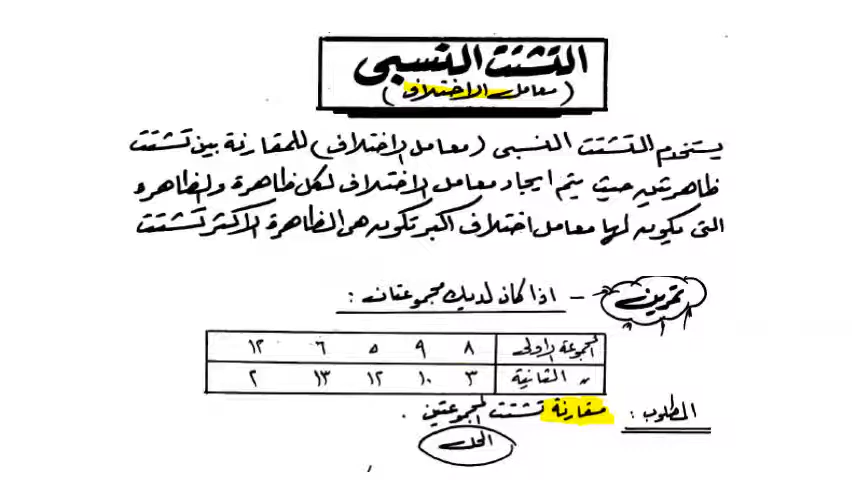 التشتت النسبى
(معامل الاختلاف)
يستخدم التشتت النسبى (معامل الاختلاف) للمقارنة بين تشتت
ظاهرتين حيث يتم ايجاد معامل الاختلاف لكل ظاهرة والظاهره
التى يكون لها معامل اختلاف اكبر تكون هى الظاهرة الاكثر تشتت
تمرين - اذا كان لديك مجموعتان :
المجموعة الاولى ٨ ٩ ٥ ٦ ١٢
〃 الثانية ٣ ١٠ ١٢ ١٣ ٢
المطلوب : مقارنة تشتت المجموعتين .
الحل